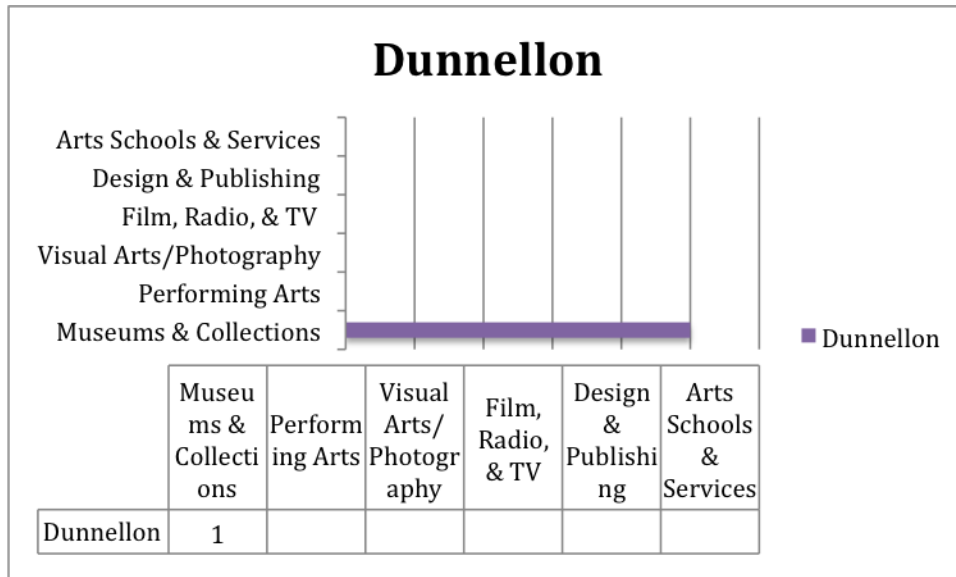 Dunnellon
Arts Schools & Services
Design & Publishing
Film, Radio, & TV
Visual Arts/Photography
Performing Arts
Museums & Collections
Dunnellon
Museu
ms &
Collecti
ons
Perform
ing Arts
Visual
Arts/
Photogr
aphy
Film,
Radio,
& TV
Design
&
Publishi
ng
Arts
Schools
&
Services
Dunnellon
1